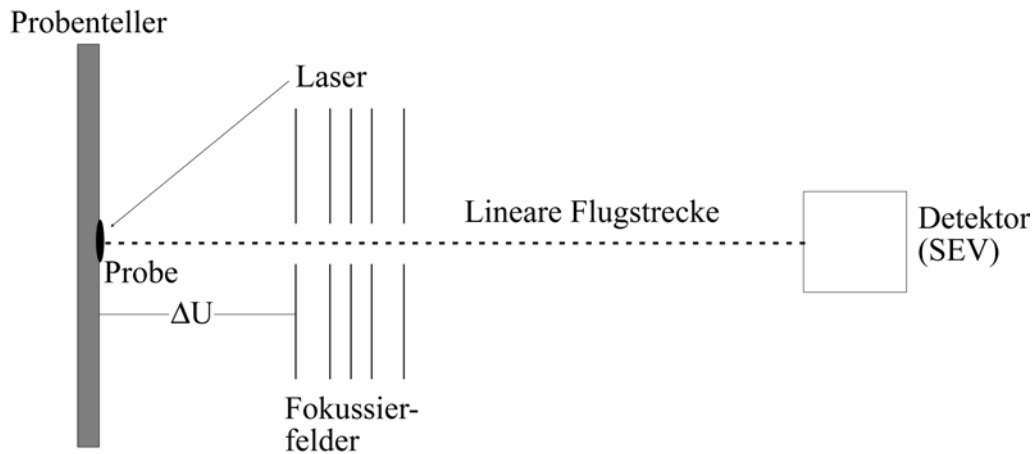 Probenteller
Laser
Lineare Flugstrecke
Detektor
(SEV)
Probe
ΔU
Fokussier-
felder